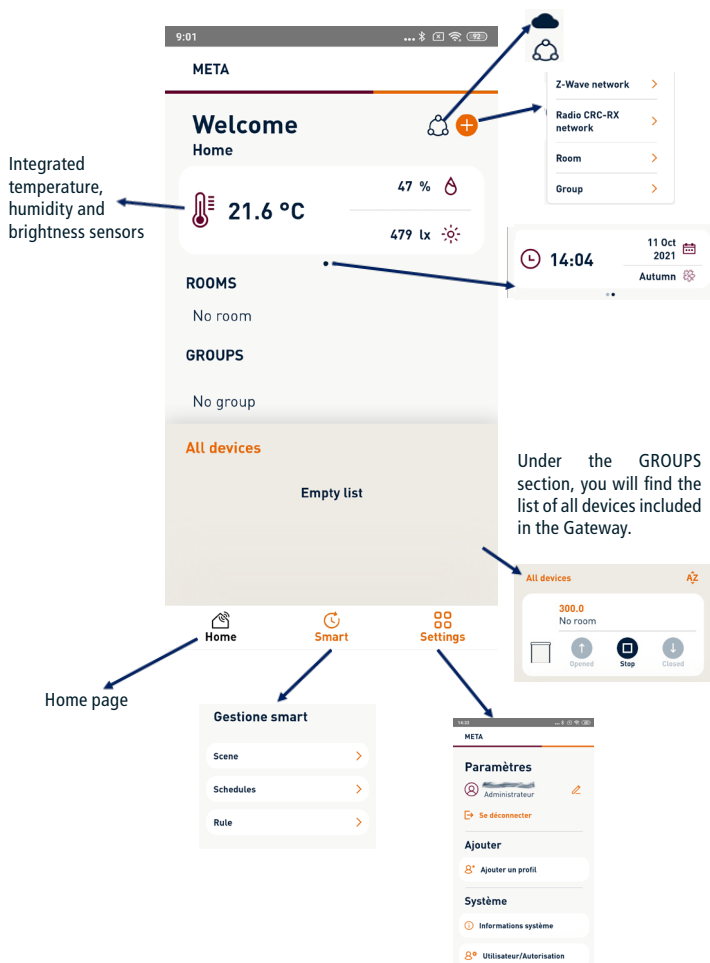 9:01
... 92
META
Welcome
Home
Integrated
temperature,
humidity and
brightness sensors
21.6 °C
47 %
479 lx
Z-Wave network
Radio CRC-RX
network
Room
Group
14:04
11 Oct
2021
Autumn
ROOMS
No room
GROUPS
No group
All devices
Empty list
Under the GROUPS
section, you will find the
list of all devices included
in the Gateway.
All devices
AZ
300.0
No room
Opened
Stop
Closed
Home
Smart
Settings
Home page
Gestione smart
Scene
Schedules
Rule
META
Paramètres
Administrateur
Se déconnecter
Ajouter
Ajouter un profil
Système
Informations système
Utilisateur/Autorisation